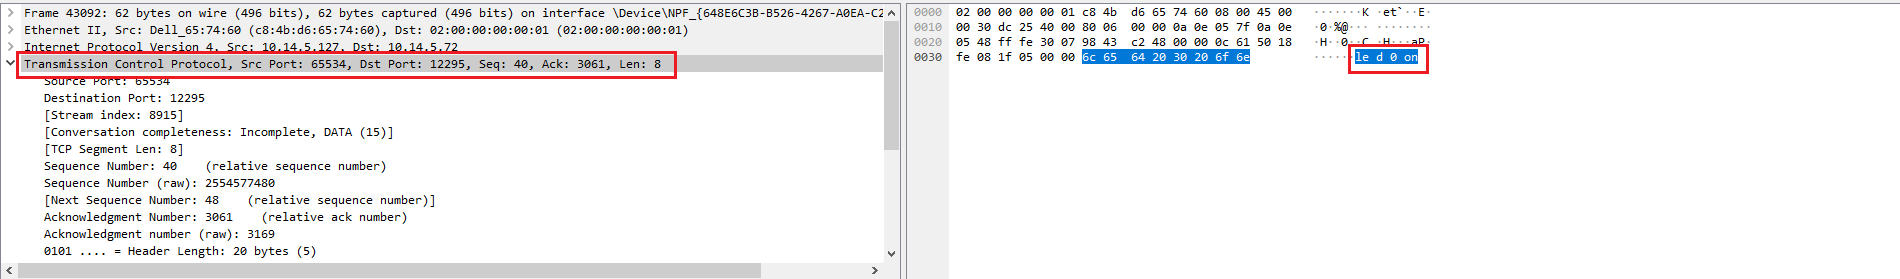 Frame 43092: 62 bytes on wire (496 bits), 62 bytes captured (496 bits) on interface \Device\NPF_{648E6C3B-B526-4267-A0EA-C2
Ethernet II, Src: Dell_65:74:60 (c8:4b:d6:65:74:60), Dst: 02:00:00:00:00:01 (02:00:00:00:00:01)
Internet Protocol Version 4, Src: 10.14.5.127, Dst: 10.14.5.72
Transmission Control Protocol, Src Port: 65534, Dst Port: 12295, Seq: 40, Ack: 3061, Len: 8
Source Port: 65534
Destination Port: 12295
[Stream index: 8915]
[Conversation completeness: Incomplete, DATA (15)]
[TCP Segment Len: 8]
Sequence Number: 40 (relative sequence number)
Sequence Number (raw): 2554577480
[Next Sequence Number: 48 (relative sequence number)]
Acknowledgment Number: 3061 (relative ack number)
Acknowledgment number (raw): 3169
0101 .... = Header Length: 20 bytes (5)
0000 02 00 00 00 00 01 c8 4b d6 65 74 60 08 00 45 00 ·······K ·et`··E·
0010 00 30 dc 25 40 00 80 06 00 00 0a 0e 05 7f 0a 0e ·0·%@··· ········
0020 05 48 ff fe 30 07 98 43 c2 48 00 00 0c 61 50 18 ·H··0··C ·H···aP·
0030 fe 08 1f 05 00 00 6c 65 64 20 30 20 6f 6e ······le d 0 on